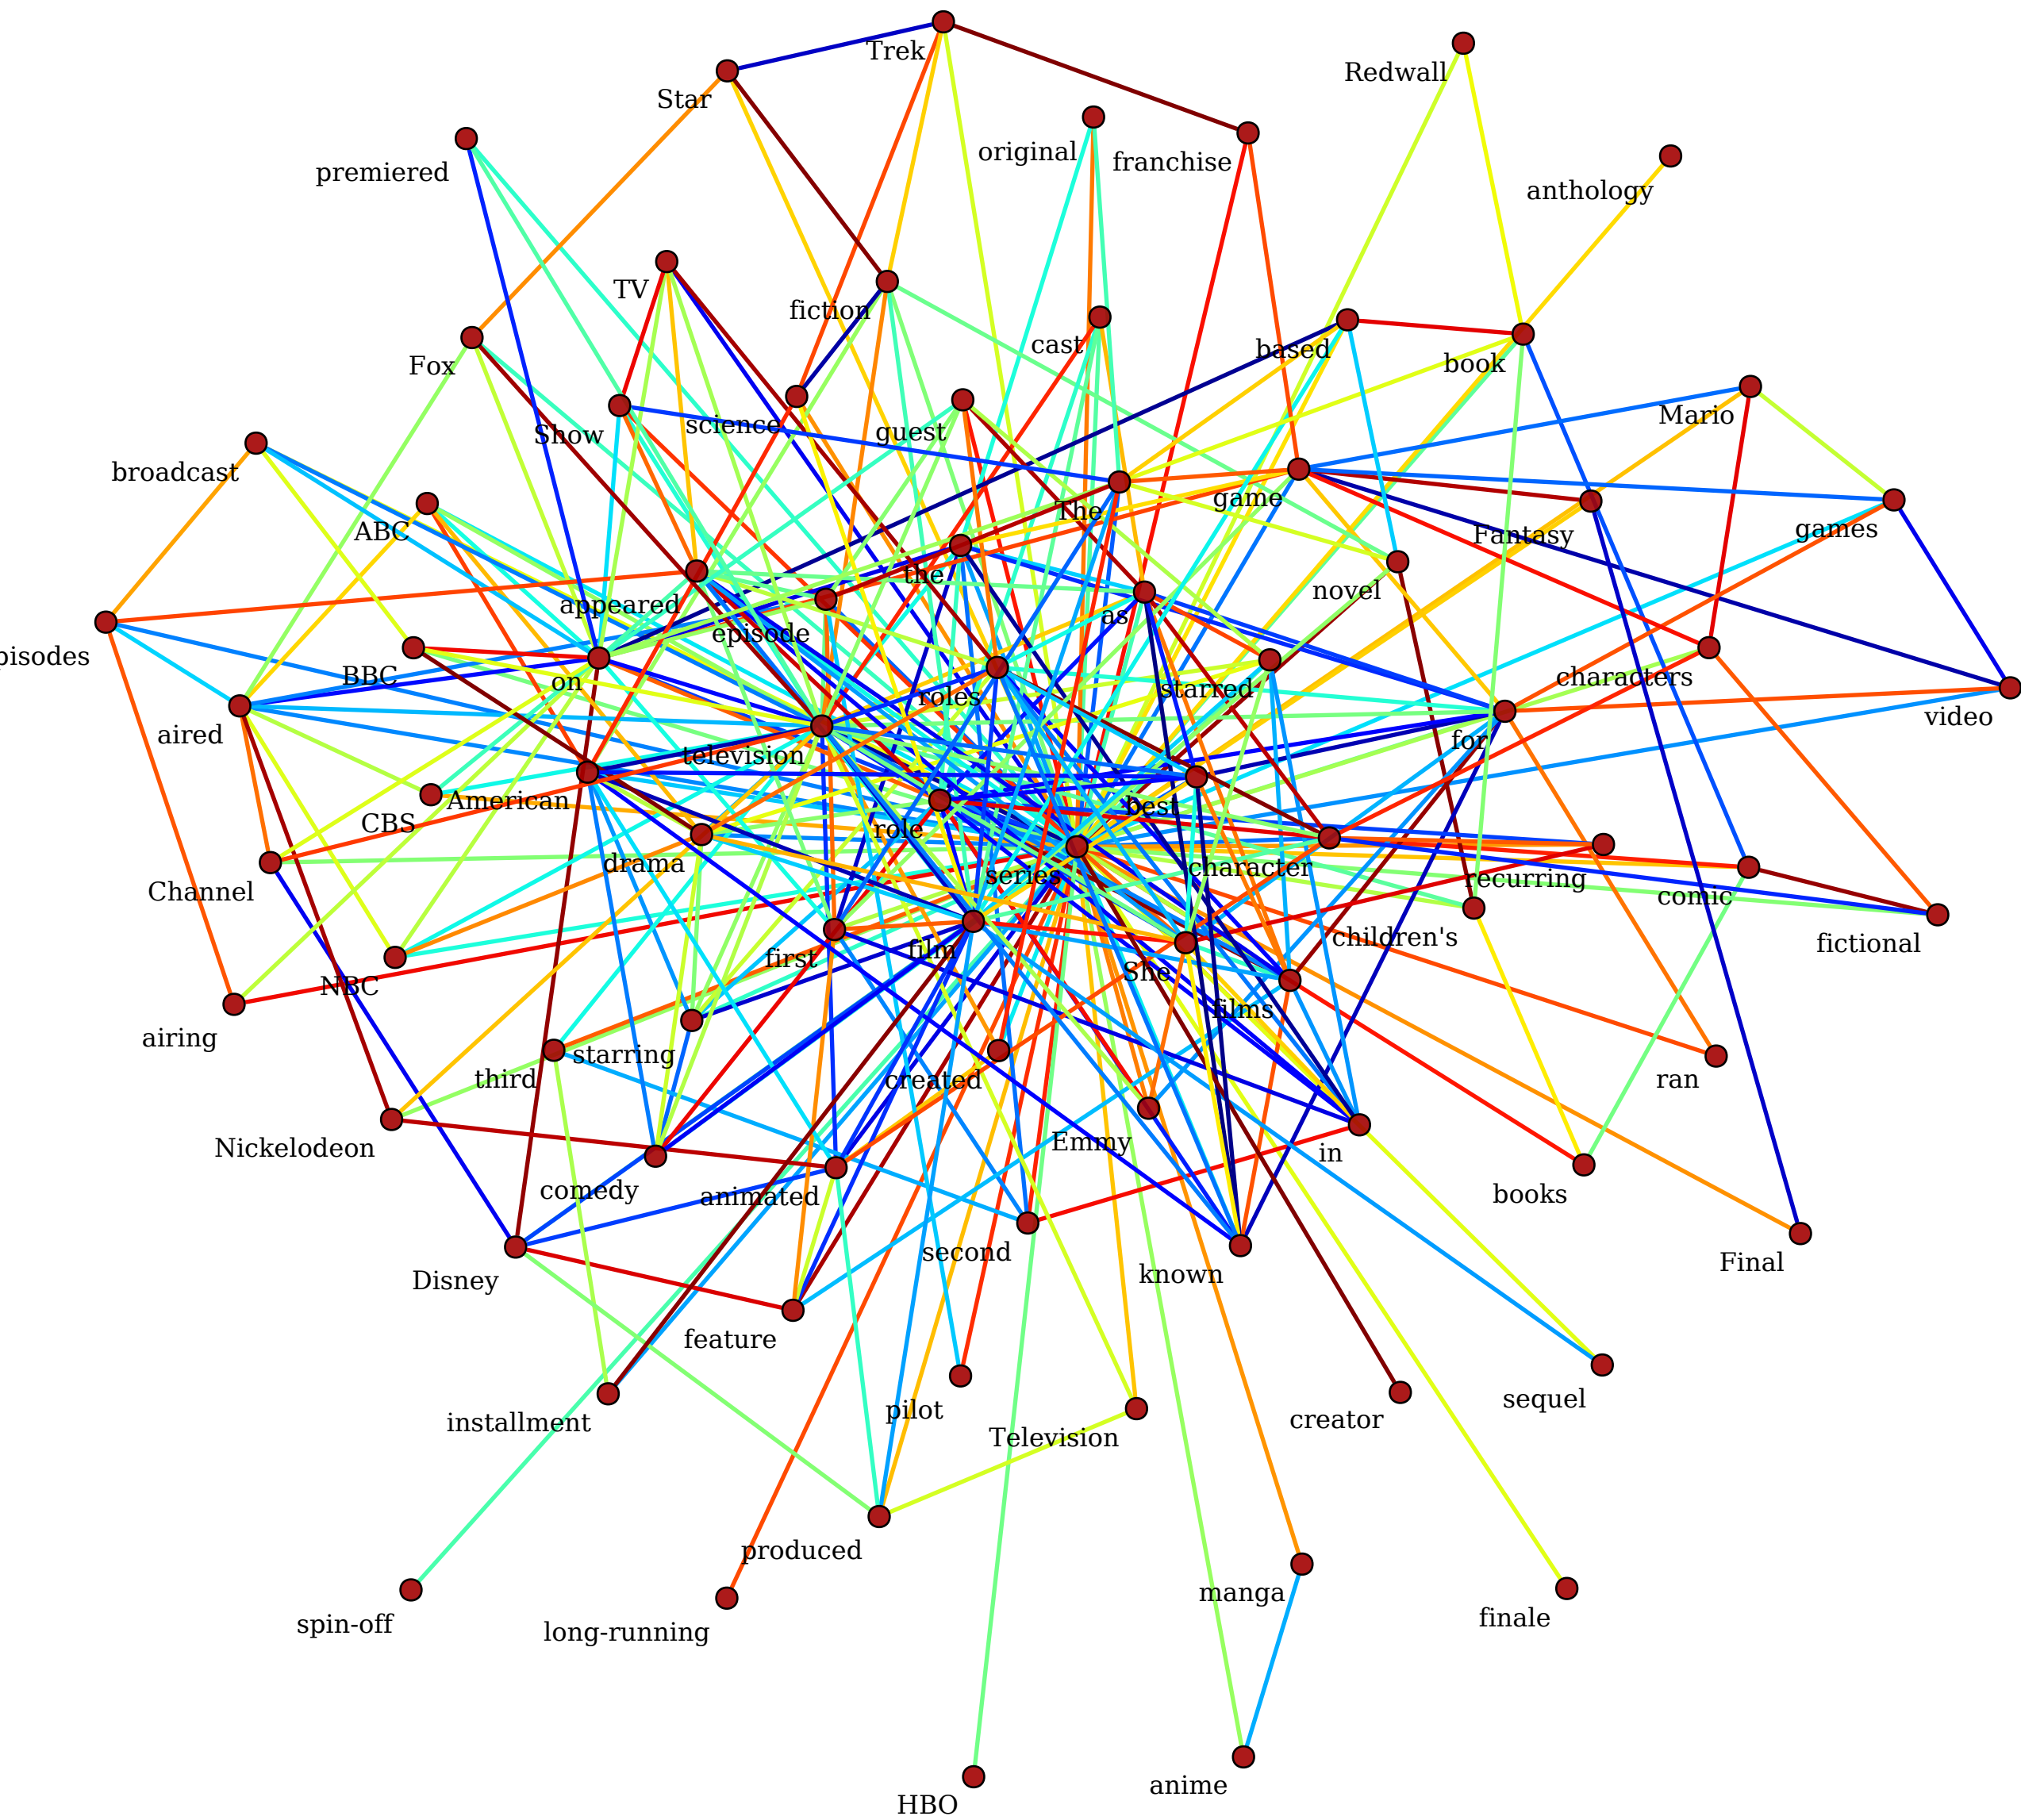 Trek
Redwall
Star
original
franchise
premiered
anthology
TV
fiction
cast
based
book
Fox
Mario
science
guest
Show
broadcast
The
game
ABC
Fantasy
games
the
novel
appeared
as
episode
pisodes
BBC
on
characters
starred
roles
video
aired
for
television
American
best
CBS
role
drama
series
character
recurring
Channel
comic
children's
fictional
film
first
She
NBC
films
airing
starring
third
created
ran
Emmy
Nickelodeon
in
comedy
animated
books
second
Final
known
Disney
feature
sequel
pilot
creator
installment
Television
produced
manga
finale
spin-off
long-running
anime
HBO